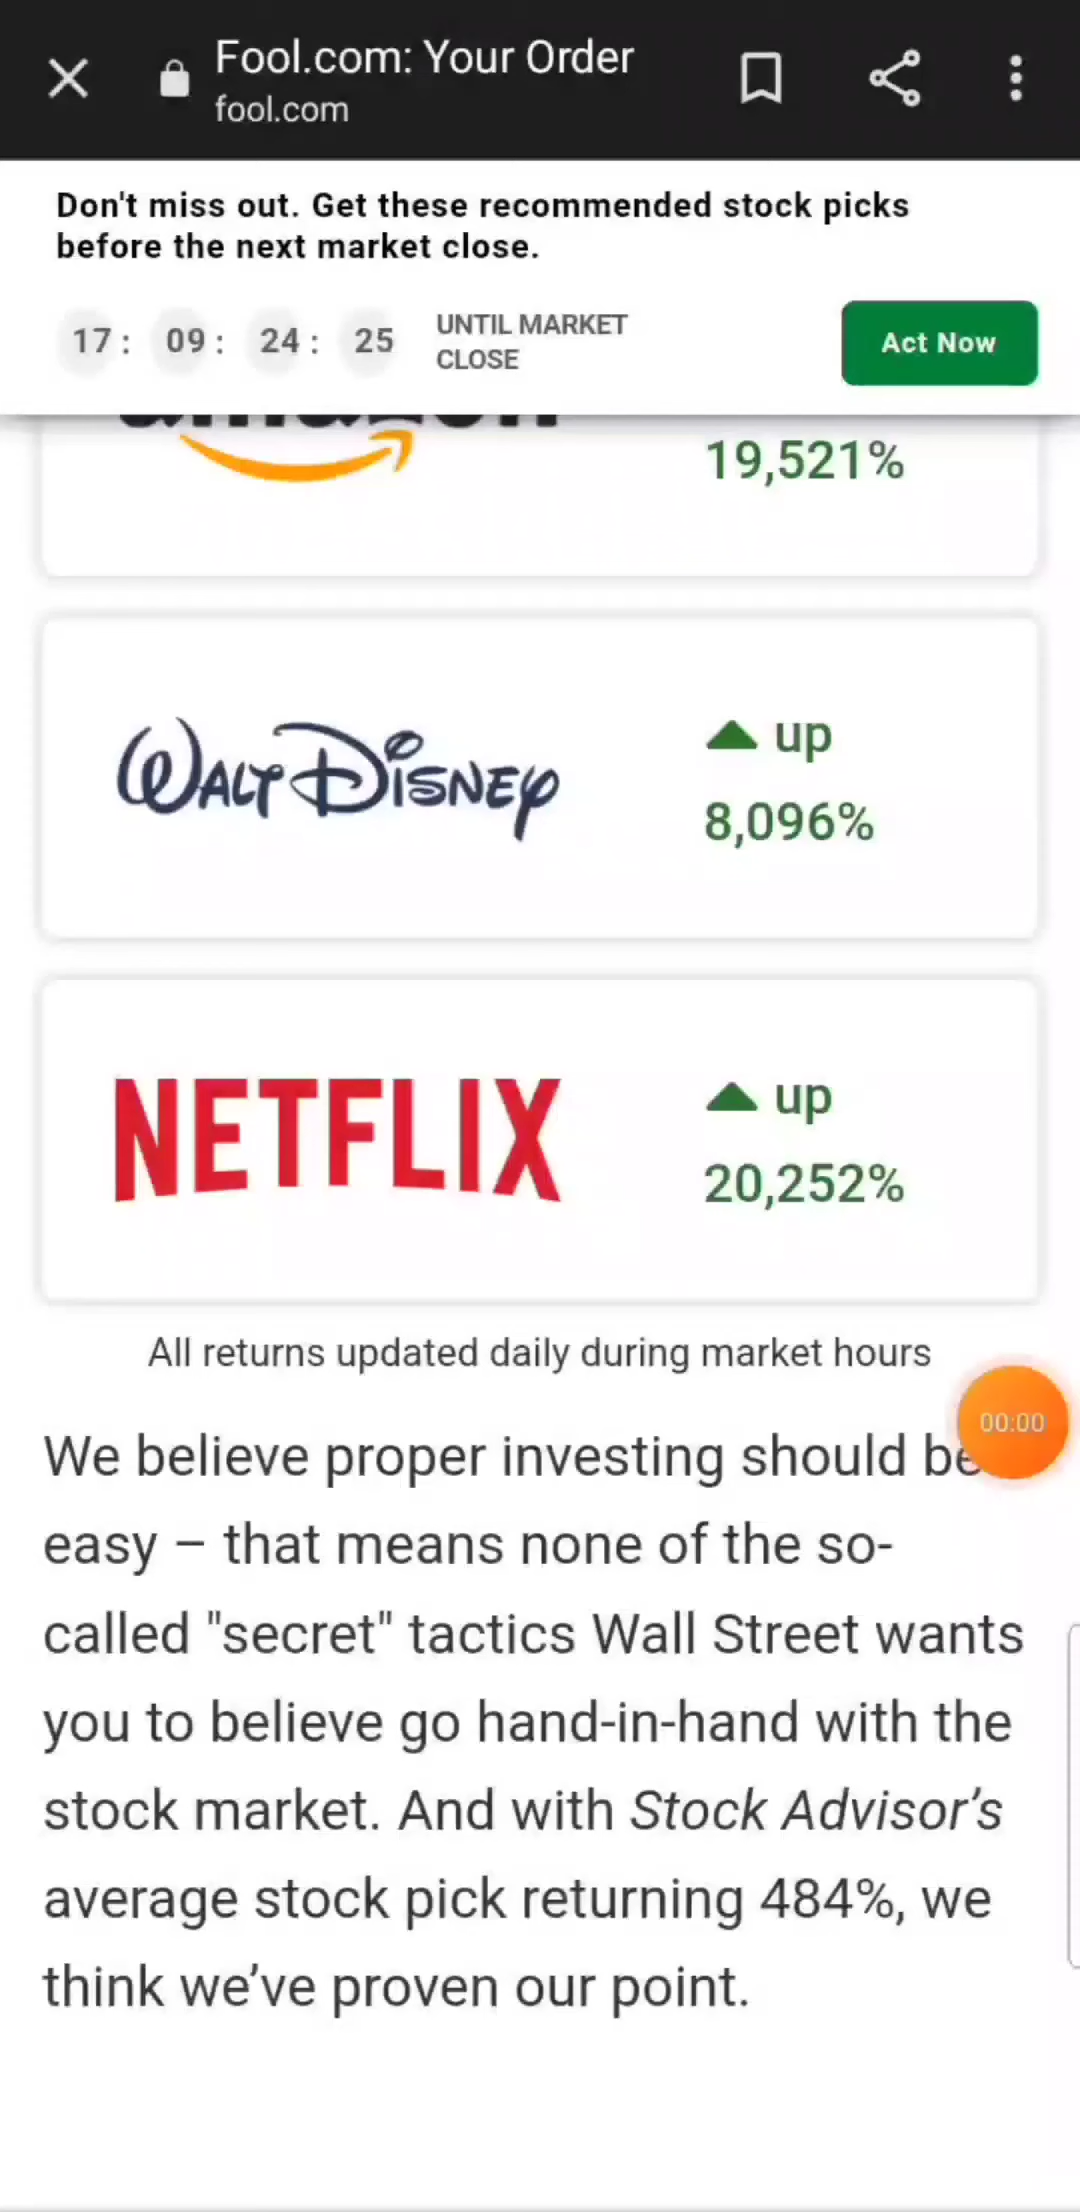 Fool.com: Your Order
fool.com
Don't miss out. Get these recommended stock picks
before the next market close.
17: 09: 24: 25
UNTIL MARKET
CLOSE
Act Now
amazon
19,521%
WALT DISNEY
up
8,096%
NETFLIX
up
20,252%
All returns updated daily during market hours
00:00
We believe proper investing should be
easy – that means none of the so-
called "secret" tactics Wall Street wants
you to believe go hand-in-hand with the
stock market. And with Stock Advisor’s
average stock pick returning 484%, we
think we’ve proven our point.